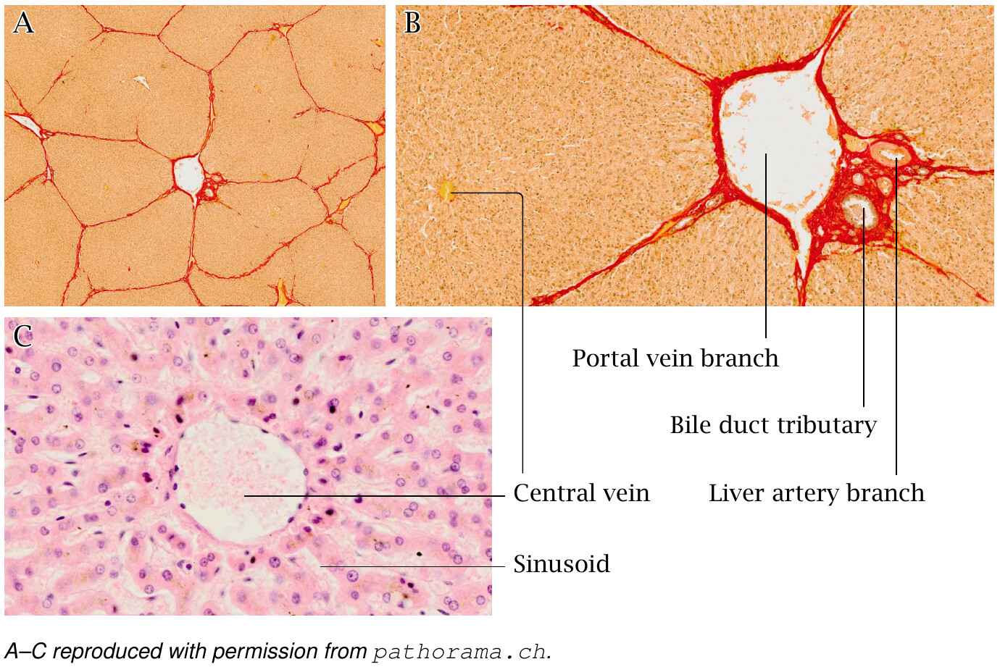 A
B
C
Portal vein branch
Bile duct tributary
Central vein
Liver artery branch
Sinusoid
A–C reproduced with permission from pathorama.ch.